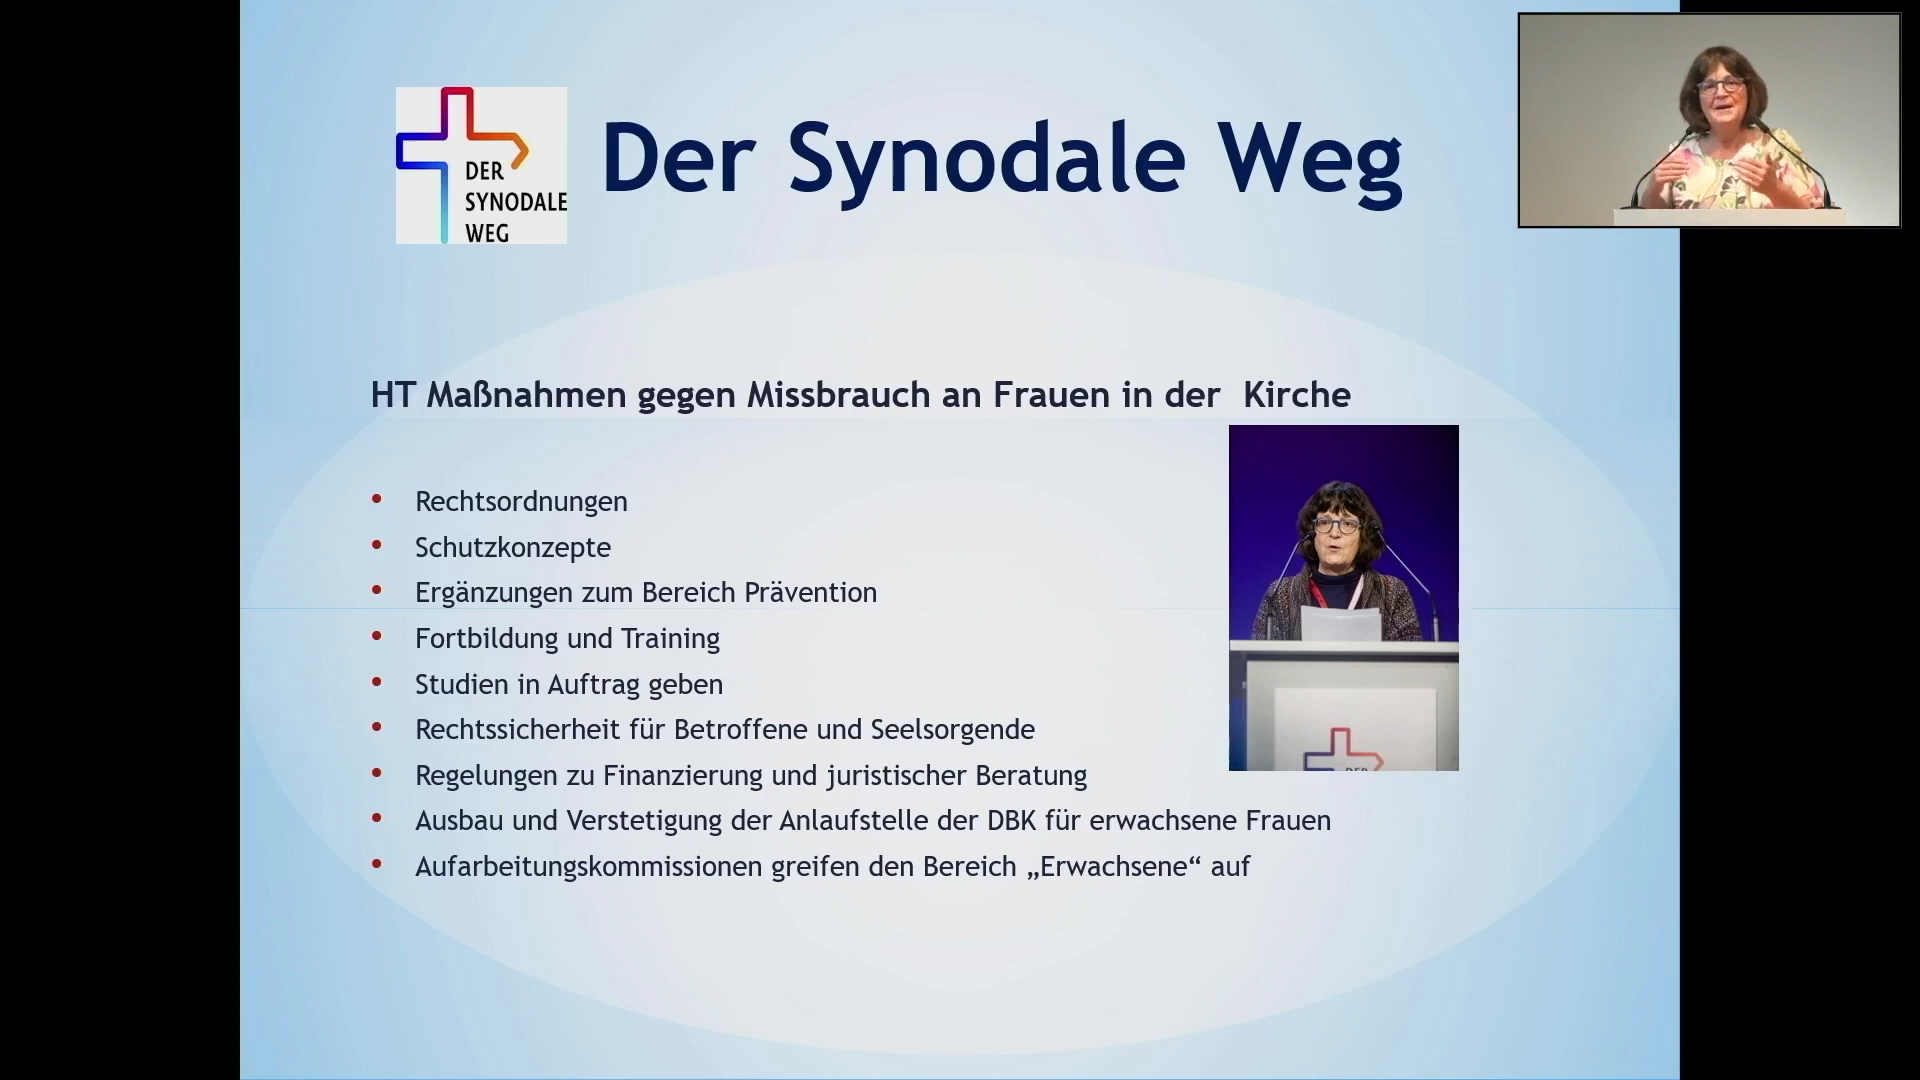 DER
SYNODALE
WEG
Der Synodale Weg
HT Maßnahmen gegen Missbrauch an Frauen in der  Kirche
• Rechtsordnungen
• Schutzkonzepte
• Ergänzungen zum Bereich Prävention
• Fortbildung und Training
• Studien in Auftrag geben
• Rechtssicherheit für Betroffene und Seelsorgende
• Regelungen zu Finanzierung und juristischer Beratung
• Ausbau und Verstetigung der Anlaufstelle der DBK für erwachsene Frauen
• Aufarbeitungskommissionen greifen den Bereich „Erwachsene“ auf
DER